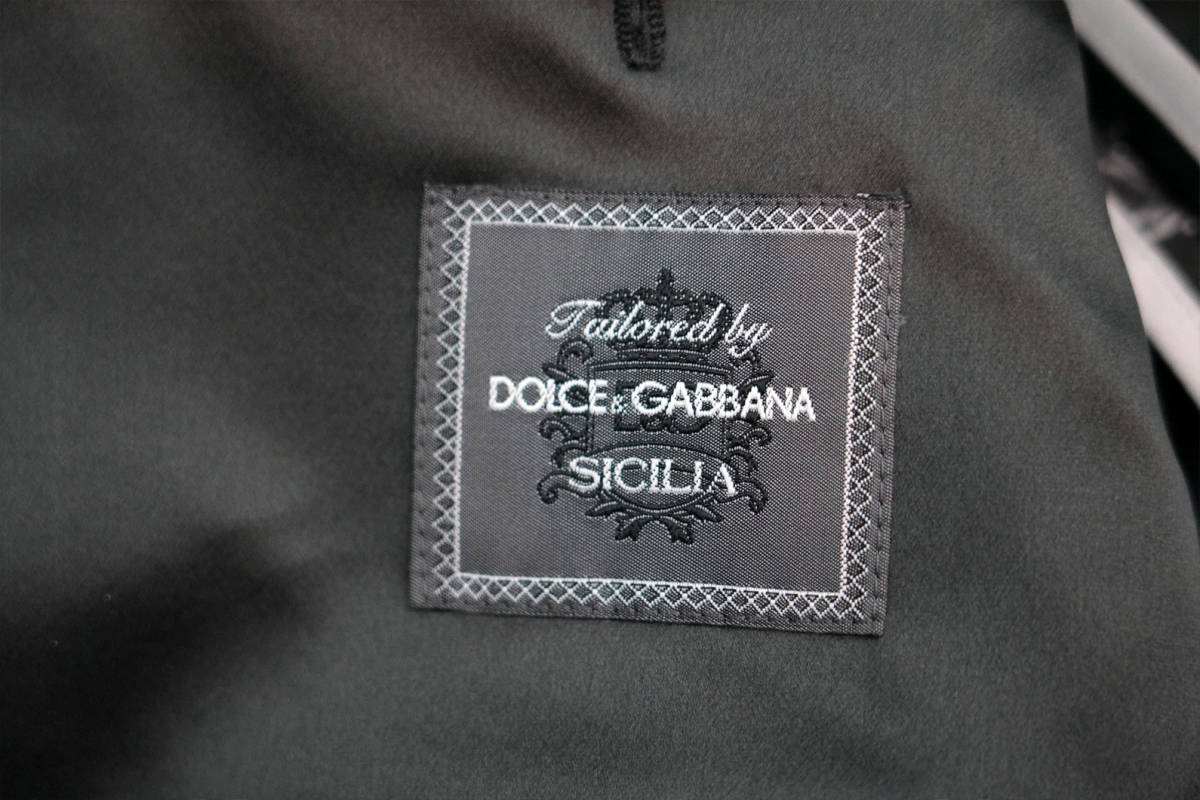 Tailored by
DOLCE & GABBANA
SICILIA